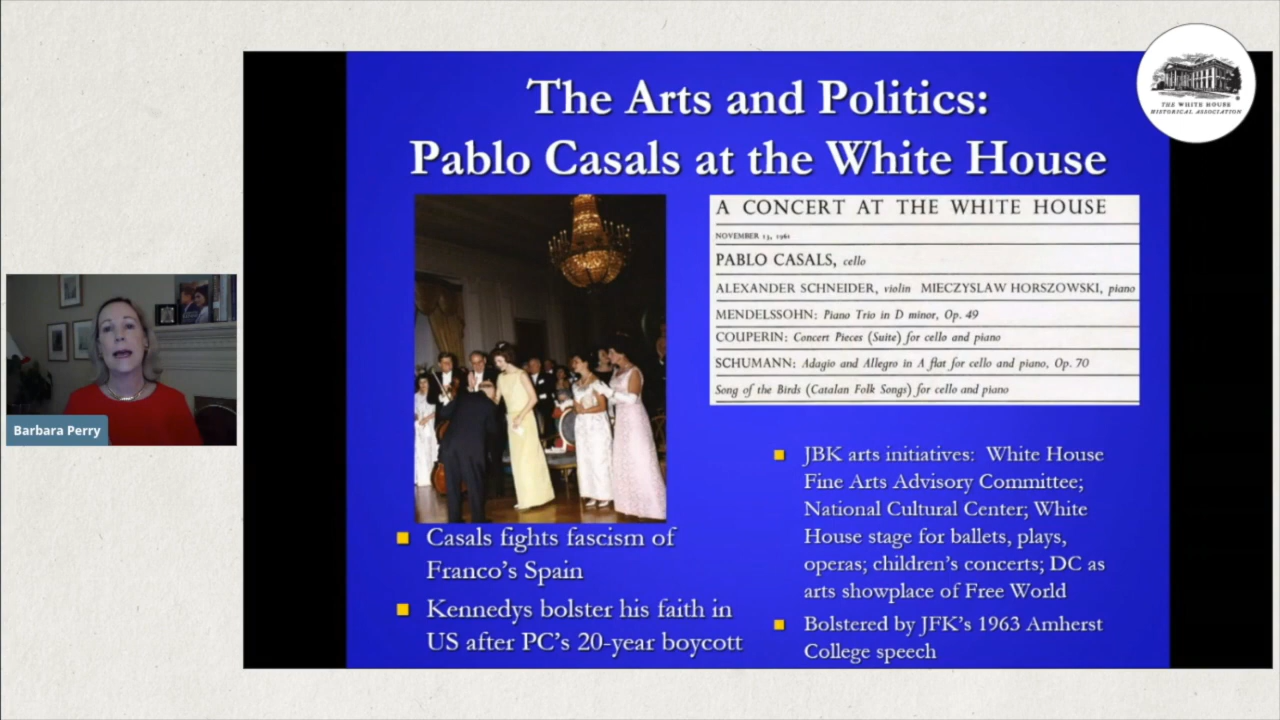 The Arts and Politics:
Pablo Casals at the White House
THE WHITE HOUSE
HISTORICAL ASSOCIATION
A CONCERT AT THE WHITE HOUSE
NOVEMBER 13, 1961
PABLO CASALS, cello
ALEXANDER SCHNEIDER, violin MIECZYSLAW HORSZOWSKI, piano
MENDELSSOHN: Piano Trio in D minor, Op. 49
COUPERIN: Concert Pieces (Suite) for cello and piano
SCHUMANN: Adagio and Allegro in A flat for cello and piano, Op. 70
Song of the Birds (Catalan Folk Songs) for cello and piano
Barbara Perry
Casals fights fascism of
Franco's Spain
Kennedys bolster his faith in
US after PC's 20-year boycott
JBK arts initiatives: White House
Fine Arts Advisory Committee;
National Cultural Center; White
House stage for ballets, plays,
operas; children's concerts; DC as
arts showplace of Free World
Bolstered by JFK's 1963 Amherst
College speech